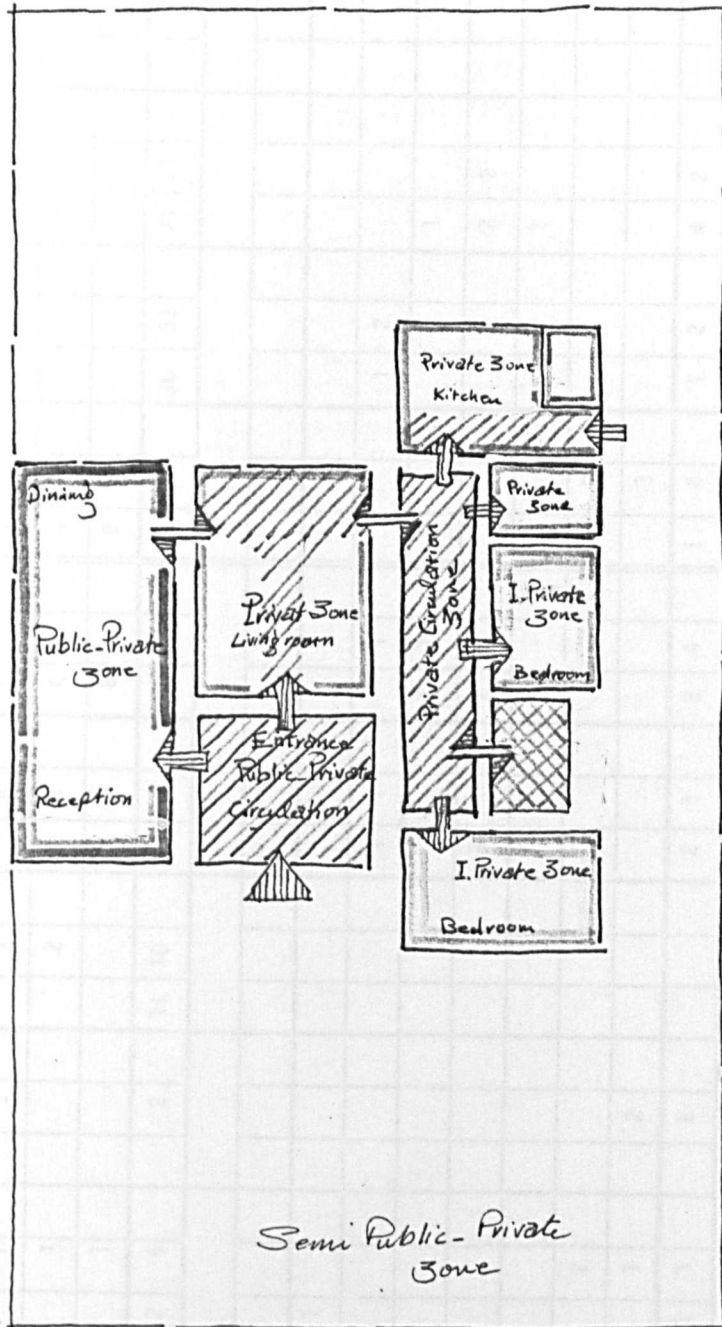 Private Zone
Kitchen
Dining
Private
Zone
Public-Private
Zone
Reception
Privat Zone
Living room
Private Circulation
Zone
I. Private
Zone
Bedroom
Entrance
Public-Private
Circulation
I. Private Zone
Bedroom
Semi Public-Private
Zone